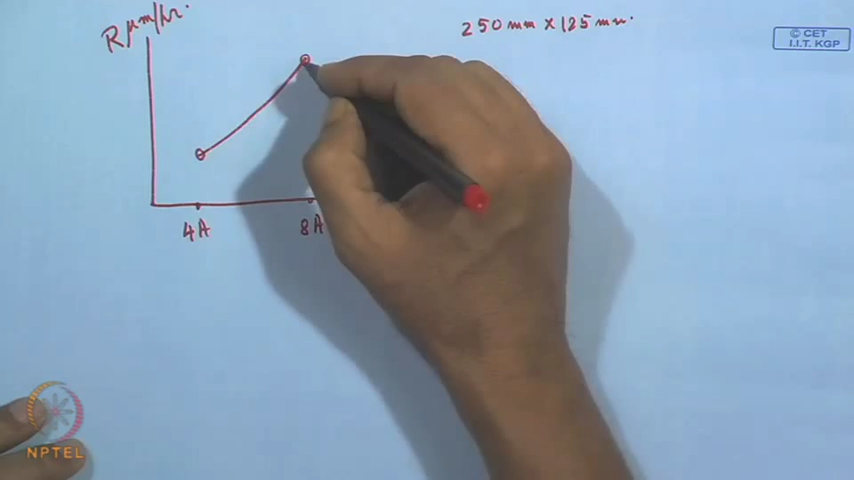 R μm/hr.
250 mm x 125 mm.
© CET
I.I.T. KGP
4A
8A
NPTEL